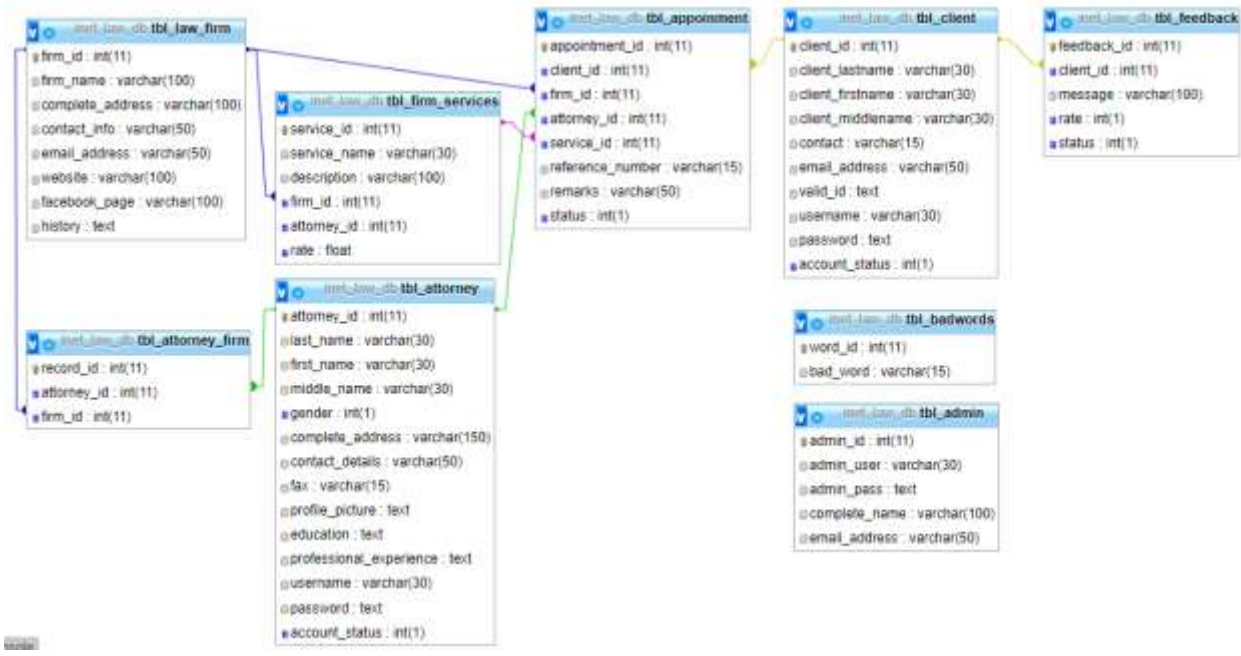 tbl_law_firm
firm_id : int(11)
firm_name : varchar(100)
complete_address : varchar(100)
contact_info : varchar(50)
email_address : varchar(50)
website : varchar(100)
facebook_page : varchar(100)
history : text
tbl_attorney_firm
record_id : int(11)
attorney_id : int(11)
firm_id : int(11)
tbl_firm_services
service_id : int(11)
service_name : varchar(30)
description : varchar(100)
firm_id : int(11)
attorney_id : int(11)
rate : float
tbl_attorney
attorney_id : int(11)
last_name : varchar(30)
first_name : varchar(30)
middle_name : varchar(30)
gender : int(1)
complete_address : varchar(150)
contact_details : varchar(50)
fax : varchar(15)
profile_picture : text
education : text
professional_experience : text
username : varchar(30)
password : text
account_status : int(1)
tbl_appoinment
appointment_id : int(11)
client_id : int(11)
firm_id : int(11)
attorney_id : int(11)
service_id : int(11)
reference_number : varchar(15)
remarks : varchar(50)
status : int(1)
tbl_client
client_id : int(11)
client_lastname : varchar(30)
client_firstname : varchar(30)
client_middlename : varchar(30)
contact : varchar(15)
email_address : varchar(50)
valid_id : text
username : varchar(30)
password : text
account_status : int(1)
tbl_badwords
word_id : int(11)
bad_word : varchar(15)
tbl_admin
admin_id : int(11)
admin_user : varchar(30)
admin_pass : text
complete_name : varchar(100)
email_address : varchar(50)
tbl_feedback
feedback_id : int(11)
client_id : int(11)
message : varchar(100)
rate : int(1)
status : int(1)